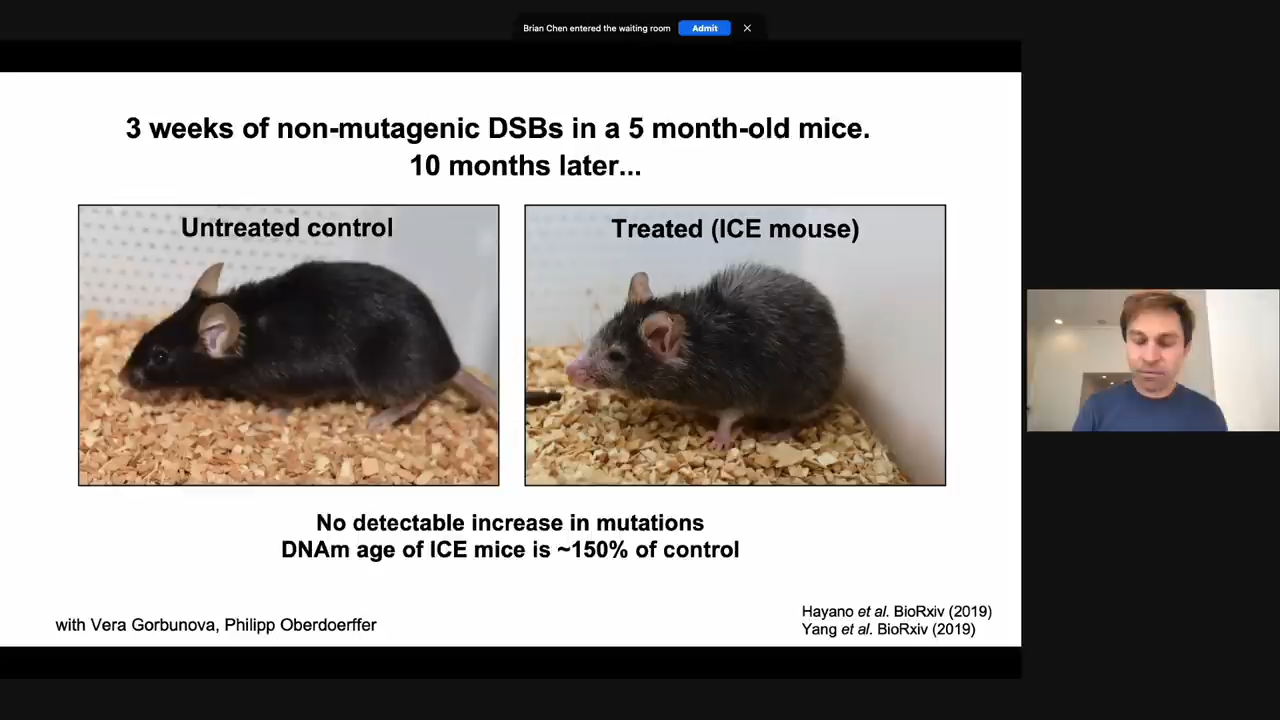 Brian Chen entered the waiting room Admit
3 weeks of non-mutagenic DSBs in a 5 month-old mice.
10 months later...
Untreated control
Treated (ICE mouse)
No detectable increase in mutations
DNAm age of ICE mice is ~150% of control
with Vera Gorbunova, Philipp Oberdoerffer
Hayano et al. BioRxiv (2019)
Yang et al. BioRxiv (2019)